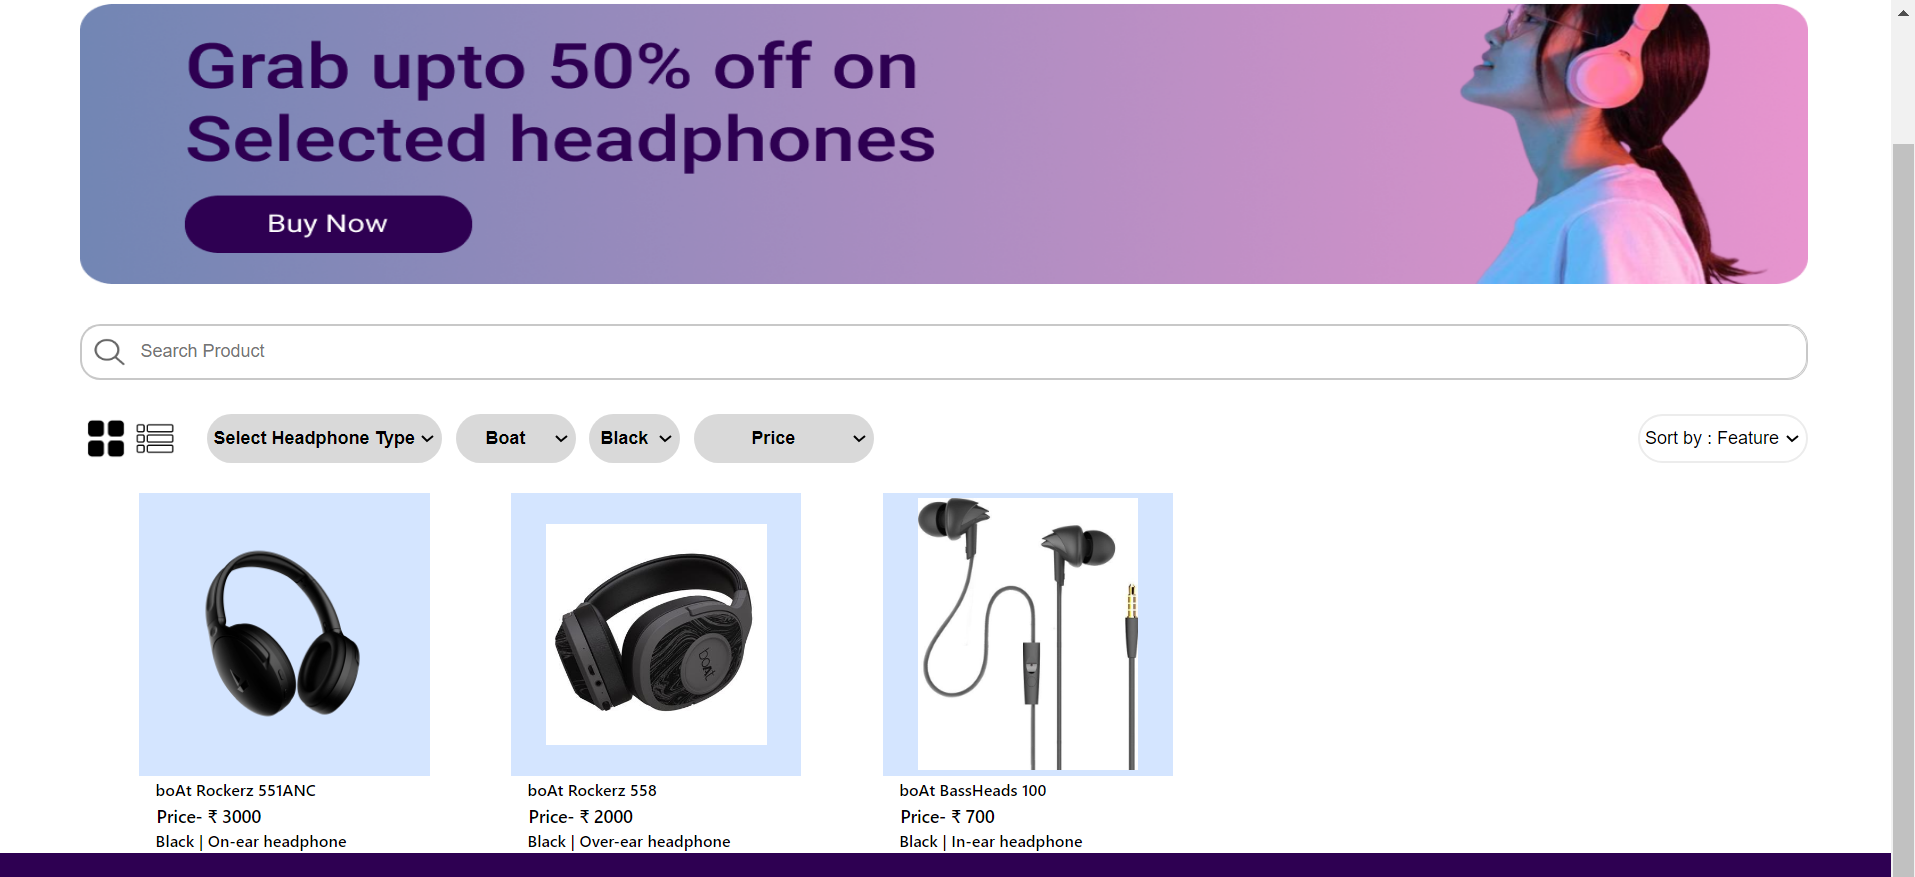 Grab upto 50% off on
Selected headphones
Buy Now
Search Product
Select Headphone Type
Boat
Black
Price
Sort by : Feature
boAt
boAt Rockerz 551ANC
Price- ₹ 3000
Black | On-ear headphone
boAt Rockerz 558
Price- ₹ 2000
Black | Over-ear headphone
boAt BassHeads 100
Price- ₹ 700
Black | In-ear headphone